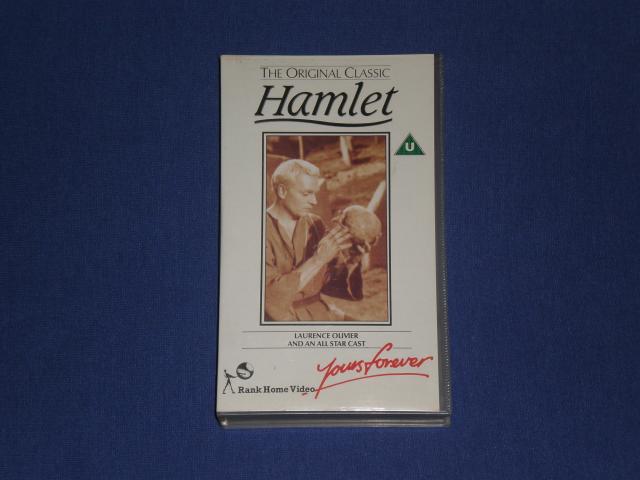 THE ORIGINAL CLASSIC
Hamlet
U
LAURENCE OLIVIER
AND AN ALL STAR CAST
Rank Home Video
yours forever